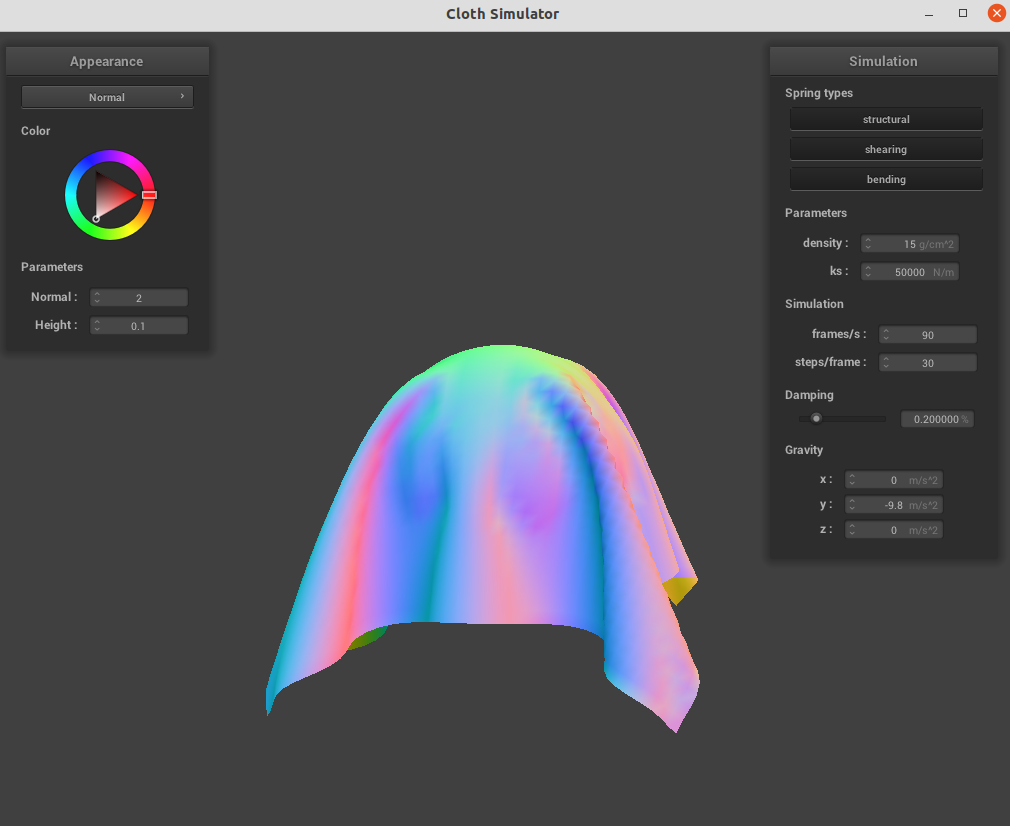 Cloth Simulator
Appearance
Normal
Color
Parameters
Normal : 2
Height : 0.1
Simulation
Spring types
structural
shearing
bending
Parameters
density : 15 g/cm^2
ks : 50000 N/m
Simulation
frames/s : 90
steps/frame : 30
Damping
0.200000 %
Gravity
x : 0 m/s^2
y : -9.8 m/s^2
z : 0 m/s^2